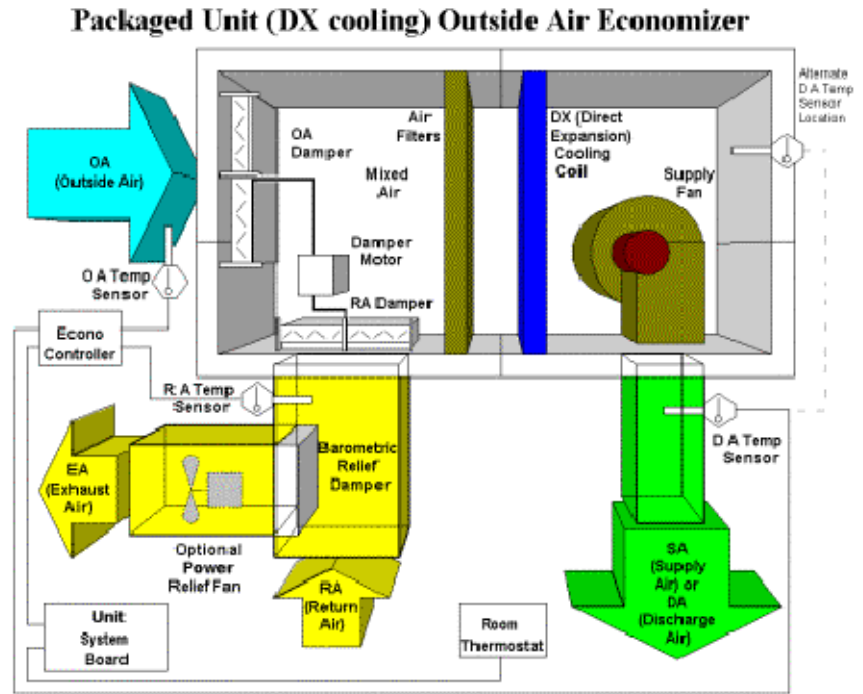 Packaged Unit (DX cooling) Outside Air Economizer
Alternate
D A Temp
Sensor
Location
OA
(Outside Air)
OA
Damper
Air
Filters
Mixed
Air
DX (Direct
Expansion)
Cooling
Coil
Supply
Fan
Damper
Motor
RA Damper
O A Temp
Sensor
Econo
Controller
R A Temp
Sensor
D A Temp
Sensor
EA
(Exhaust
Air)
Barometric
Relief
Damper
Optional
Power
Relief Fan
RA
(Return
Air)
SA
(Supply
Air) or
DA
(Discharge
Air)
Unit
System
Board
Room
Thermostat